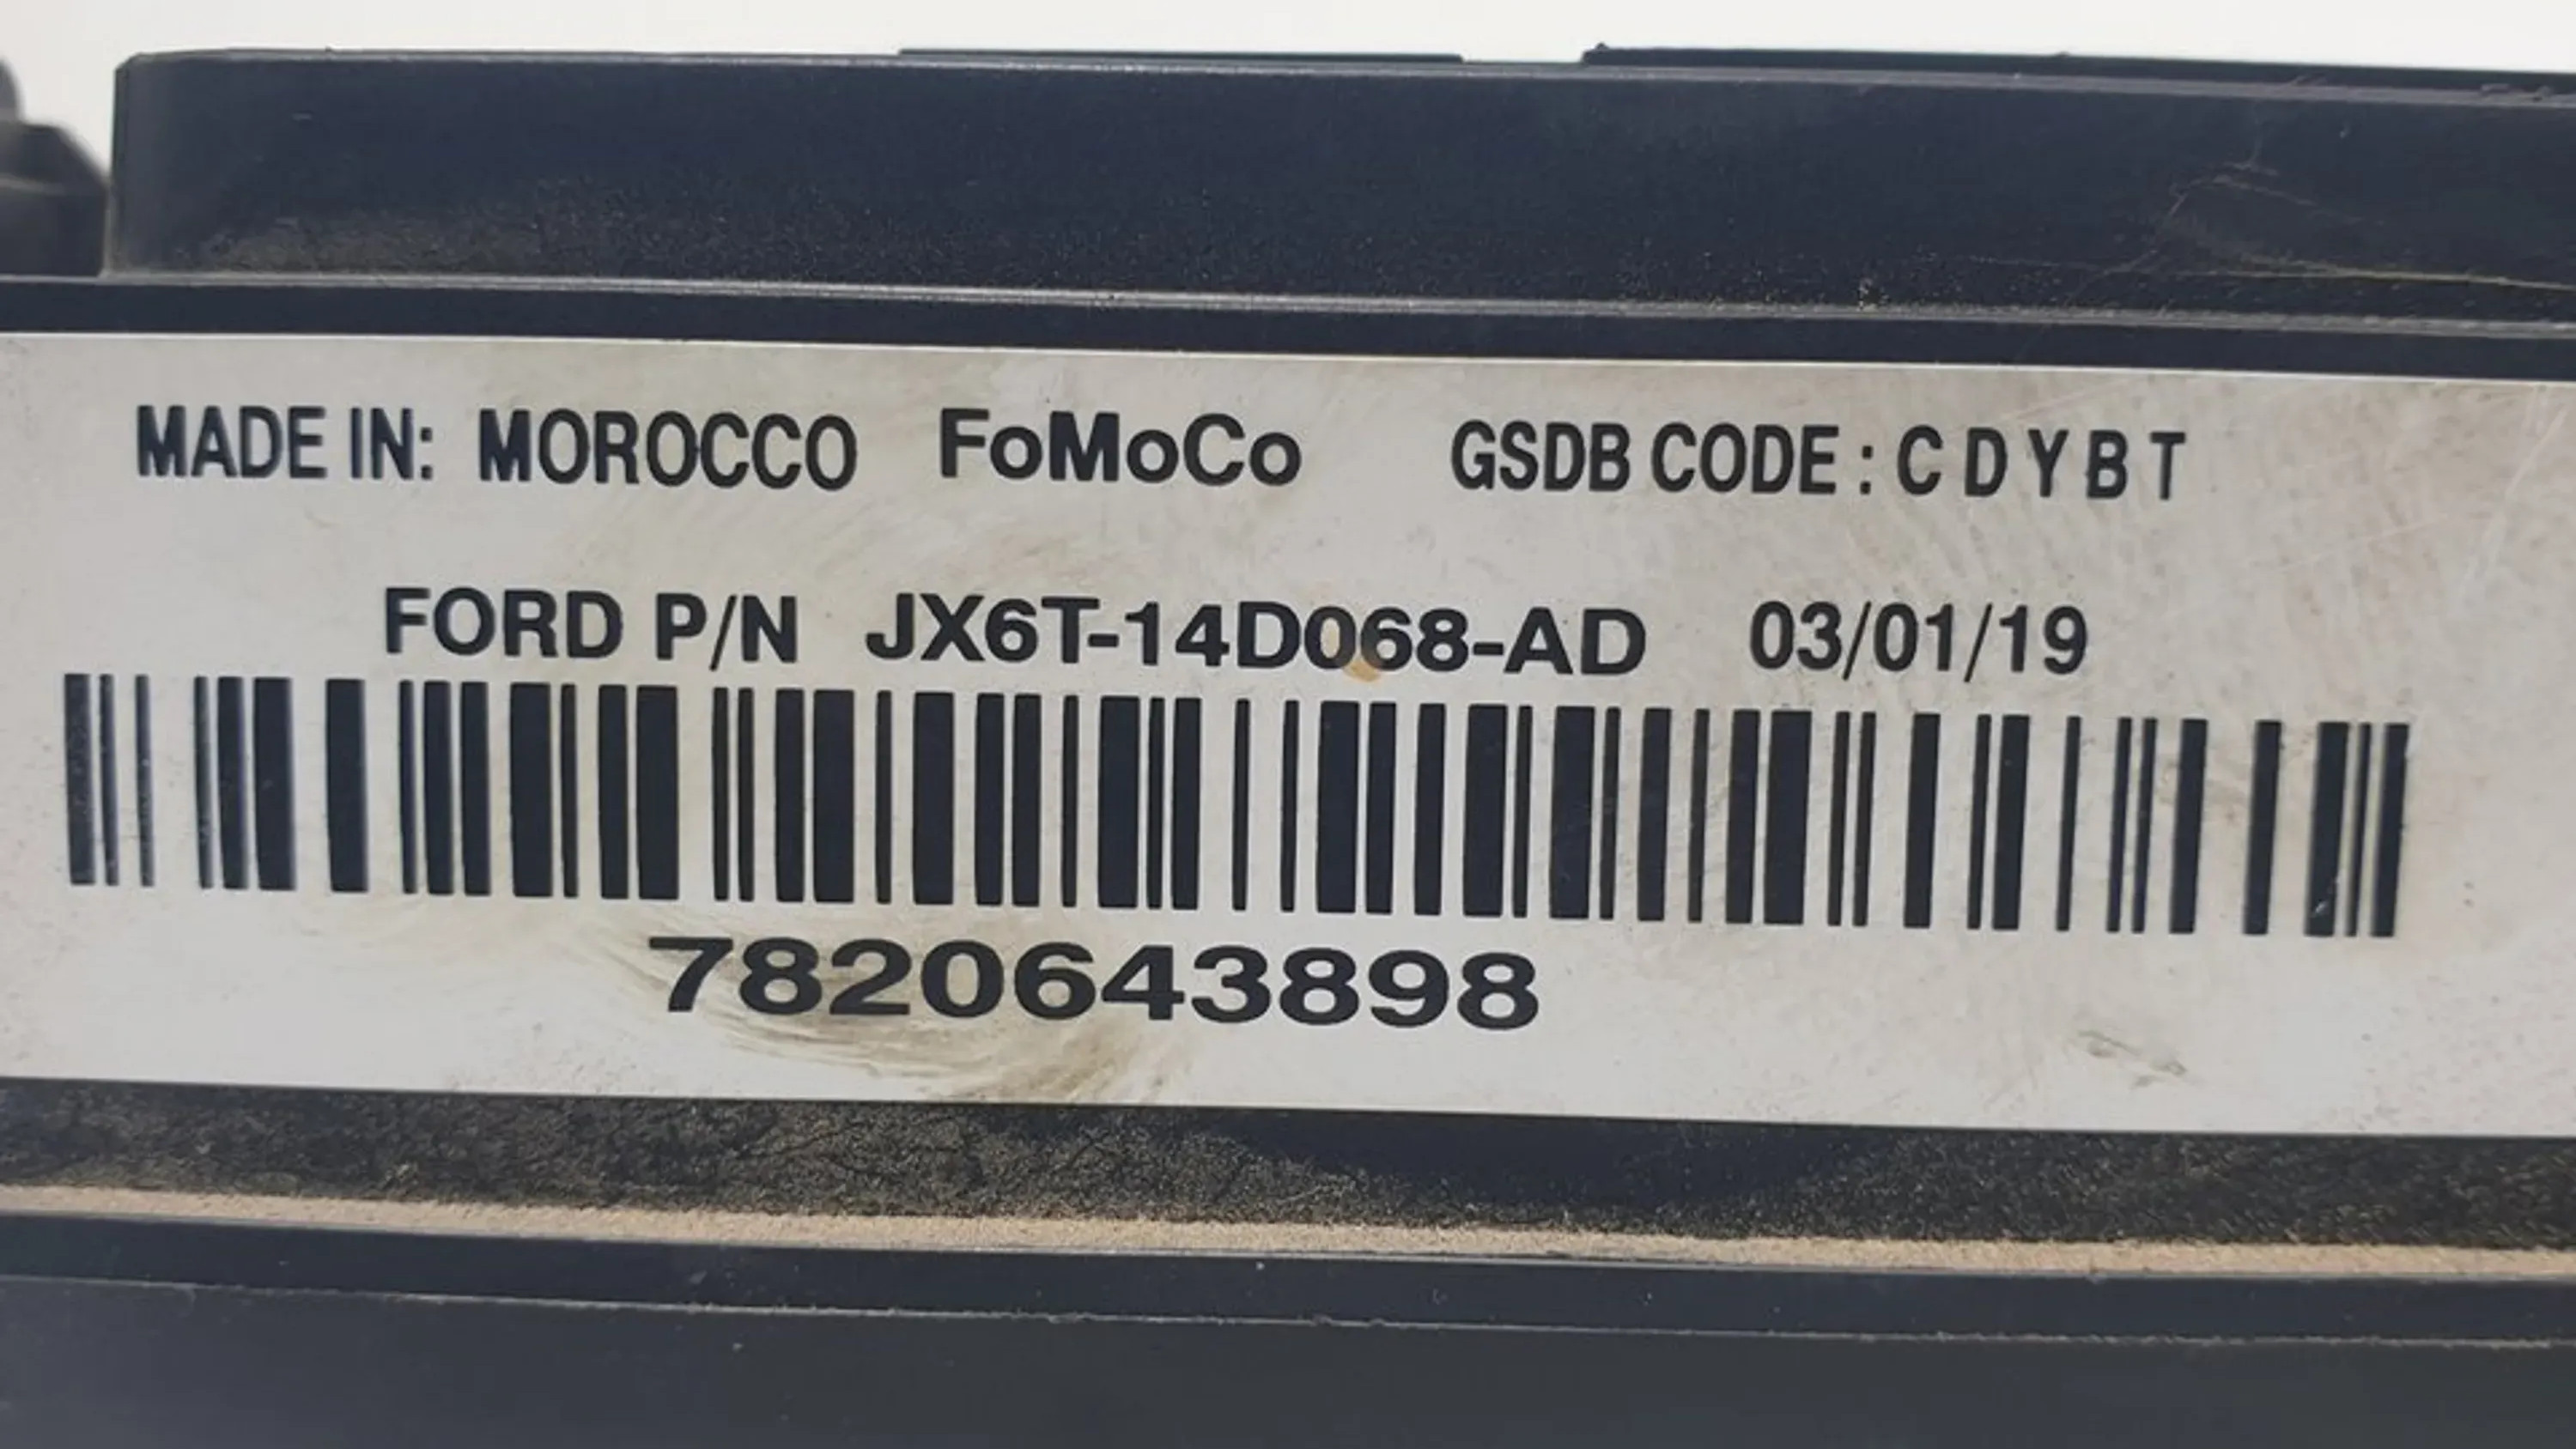 MADE IN: MOROCCO FoMoCo GSDB CODE : C D Y B T
FORD P/N JX6T-14D068-AD 03/01/19
7820643898